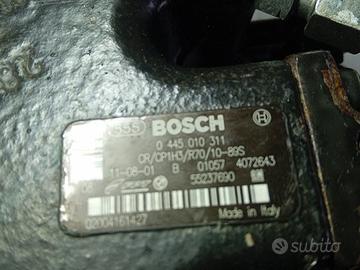 BOSCH
0 445 010 311
CR/CP1H3/R70/10-89S
11-08-01 B 01057 4072643
08 55237690
02004161427 Made in Italy
subito